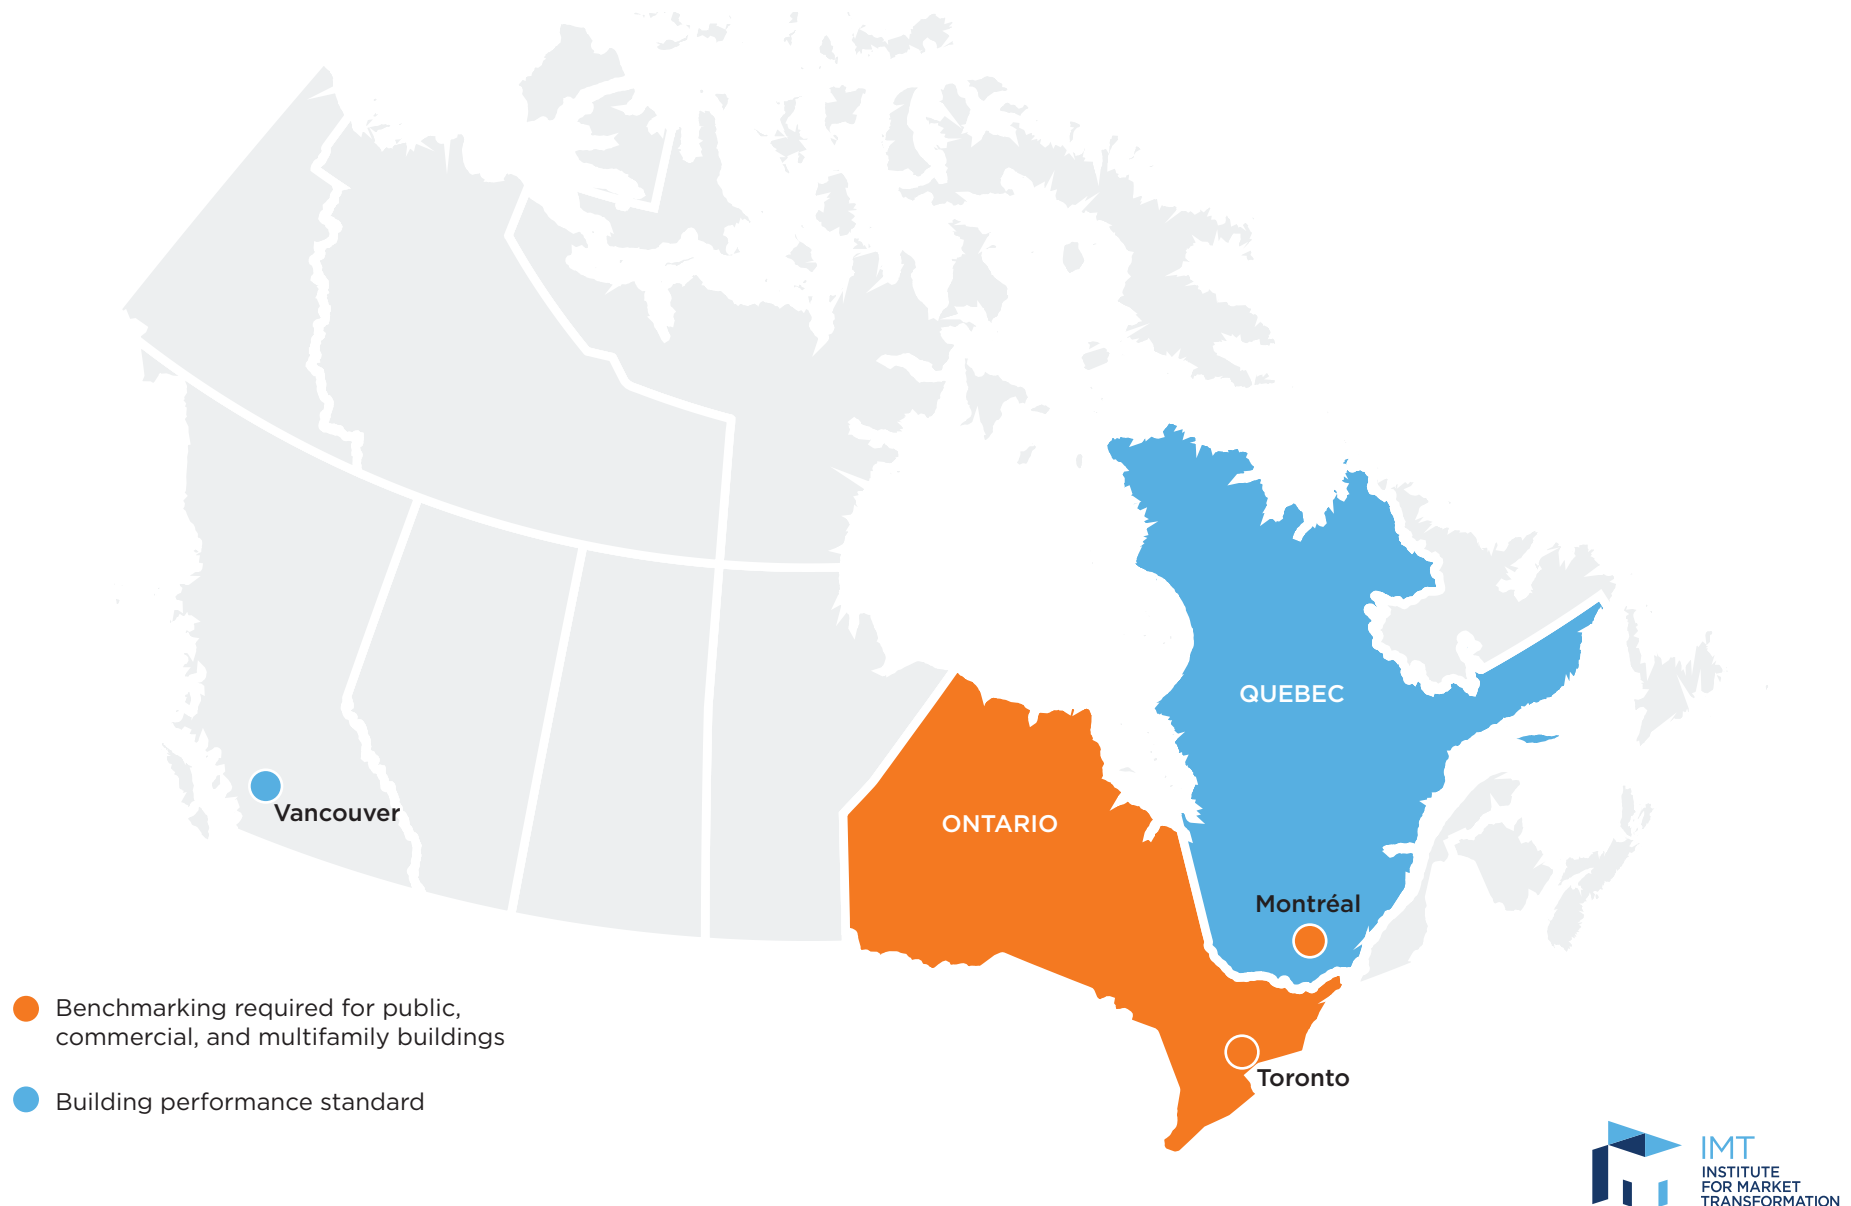 QUEBEC
Vancouver
ONTARIO
Montréal
Toronto
Benchmarking required for public,
commercial, and multifamily buildings
Building performance standard
IMT
INSTITUTE
FOR MARKET
TRANSFORMATION